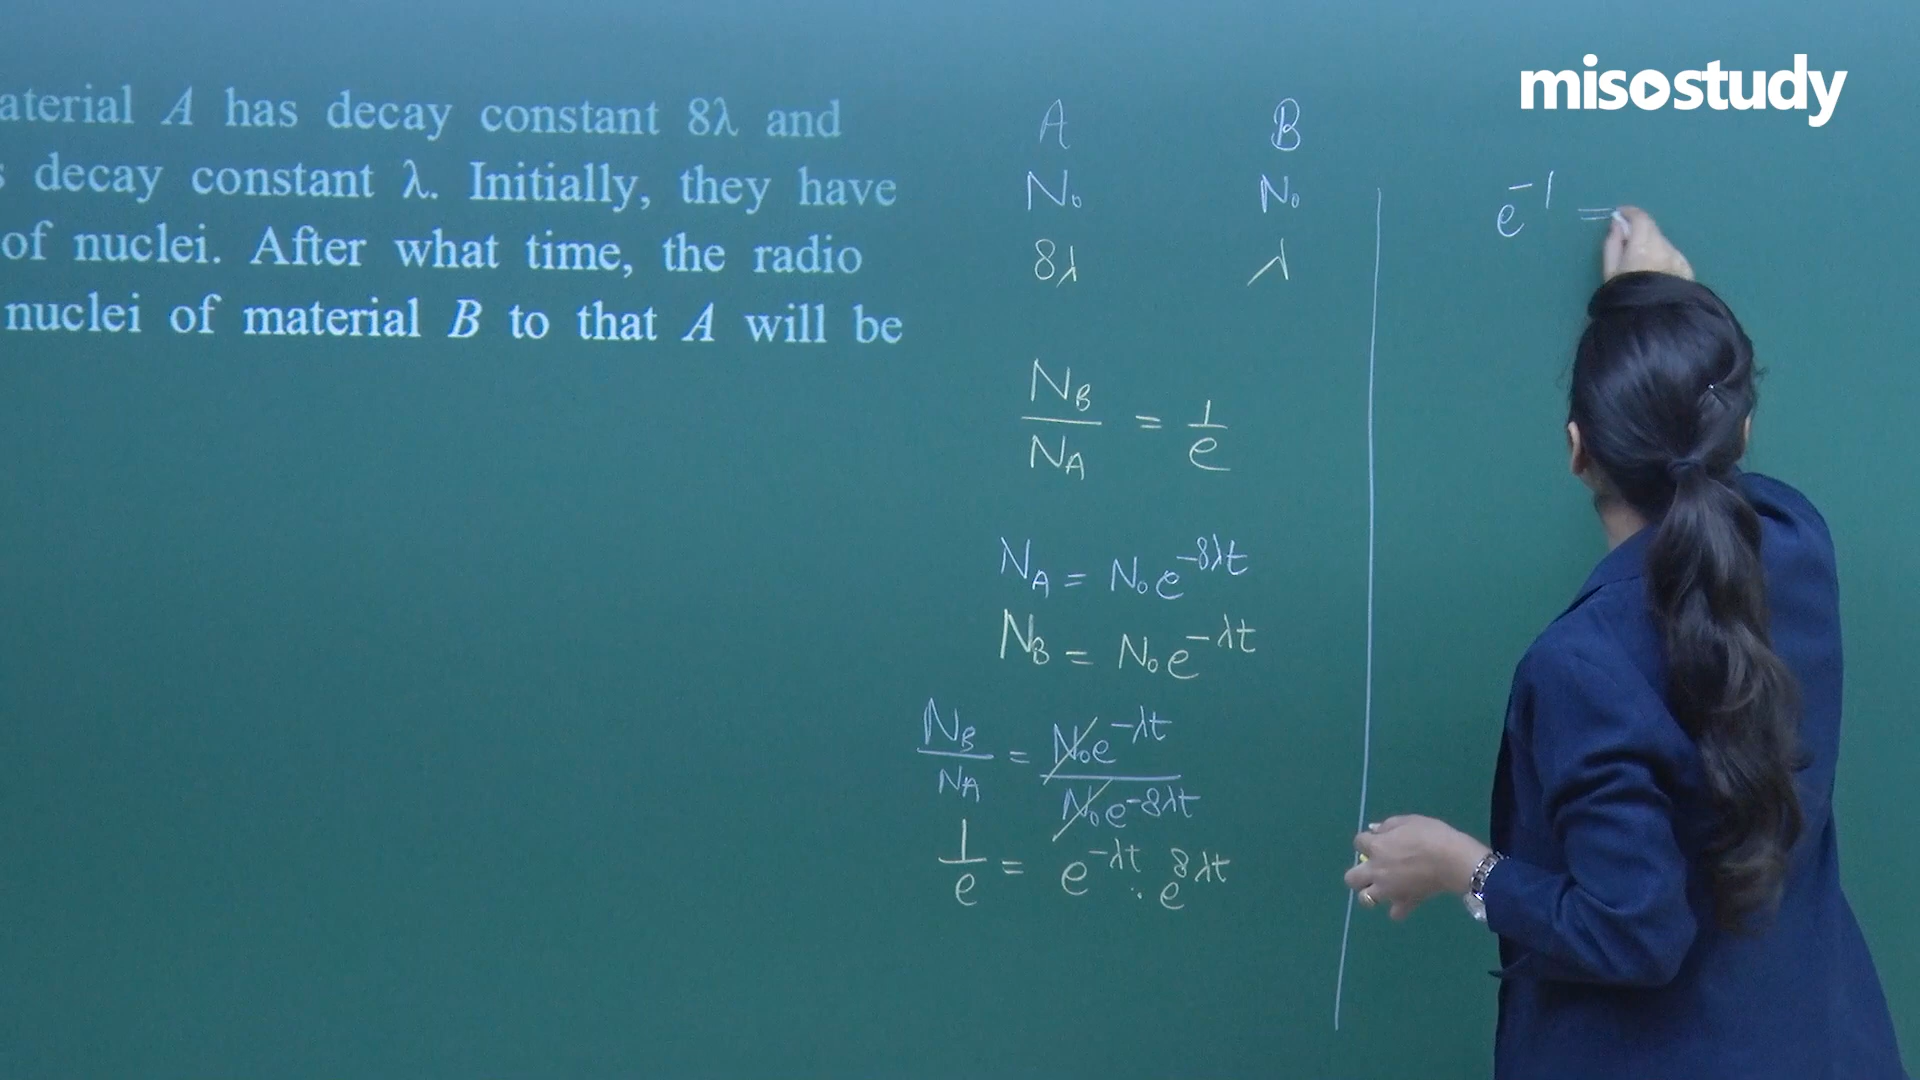 misostudy
aterial A has decay constant 8λ and
s decay constant λ. Initially, they have
of nuclei. After what time, the radio
nuclei of material B to that A will be
A B
N₀ N₀
8λ λ
N_B/N_A = 1/e
N_A = N₀e^-8λt
N_B = N₀e^-λt
N_B/N_A = N₀e^-λt/N₀e^-8λt
1/e = e^-λt · e^8λt
e^-1 =